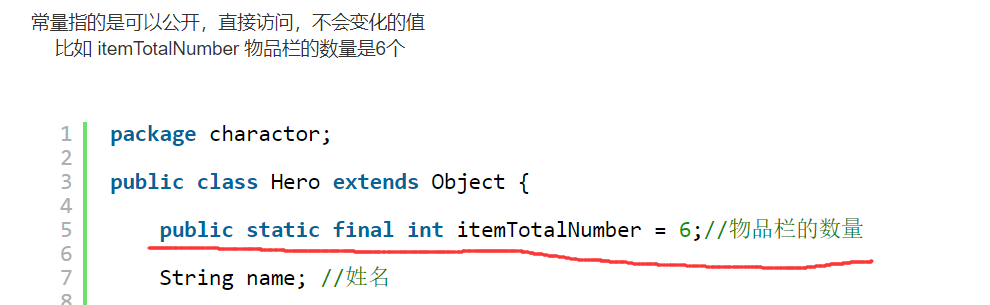 常量指的是可以公开，直接访问，不会变化的值
比如 itemTotalNumber 物品栏的数量是6个
1 package charactor;
2
3 public class Hero extends Object {
4
5 public static final int itemTotalNumber = 6;//物品栏的数量
6
7 String name; //姓名
8